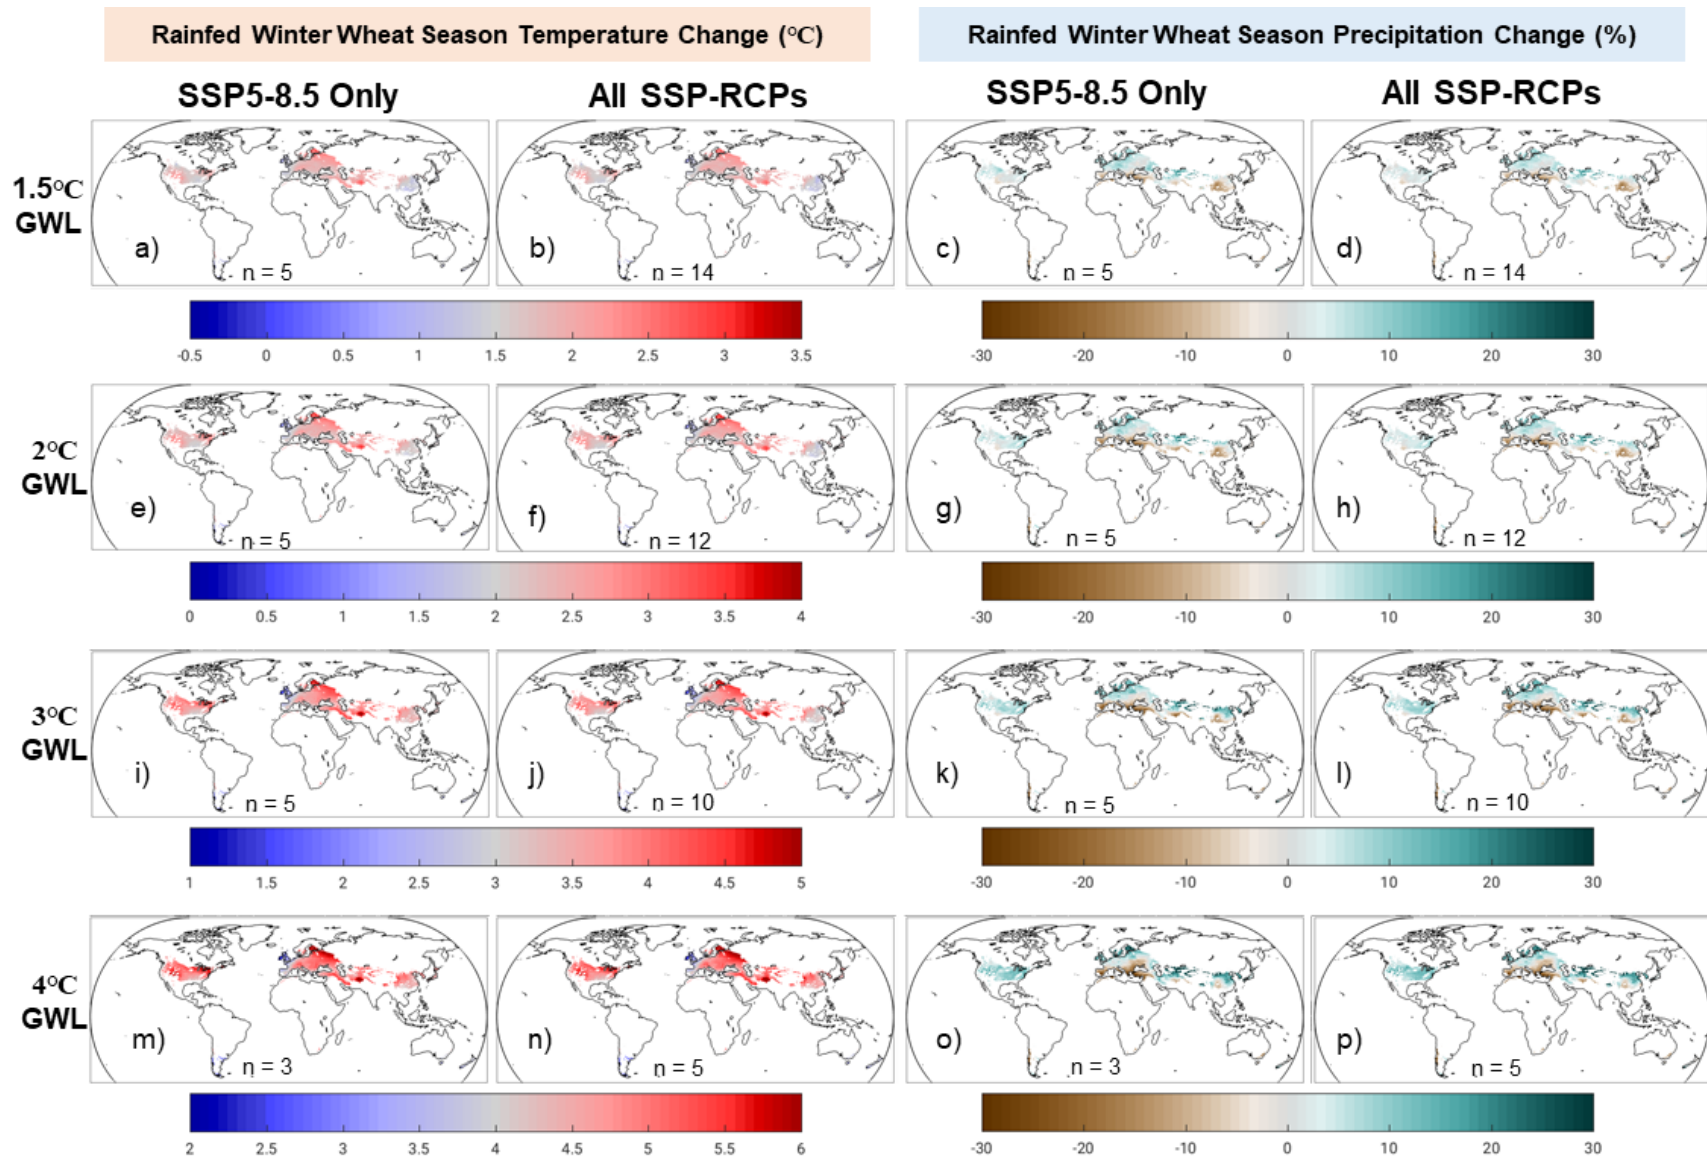 Rainfed Winter Wheat Season Temperature Change (°C)
Rainfed Winter Wheat Season Precipitation Change (%)
SSP5-8.5 Only
All SSP-RCPs
SSP5-8.5 Only
All SSP-RCPs
1.5°C
GWL
a)
n = 5
b)
n = 14
c)
n = 5
d)
n = 14
-0.5 0 0.5 1 1.5 2 2.5 3 3.5
-30 -20 -10 0 10 20 30
2°C
GWL
e)
n = 5
f)
n = 12
g)
n = 5
h)
n = 12
0 0.5 1 1.5 2 2.5 3 3.5 4
-30 -20 -10 0 10 20 30
3°C
GWL
i)
n = 5
j)
n = 10
k)
n = 5
l)
n = 10
1 1.5 2 2.5 3 3.5 4 4.5 5
-30 -20 -10 0 10 20 30
4°C
GWL
m)
n = 3
n)
n = 5
o)
n = 3
p)
n = 5
2 2.5 3 3.5 4 4.5 5 5.5 6
-30 -20 -10 0 10 20 30